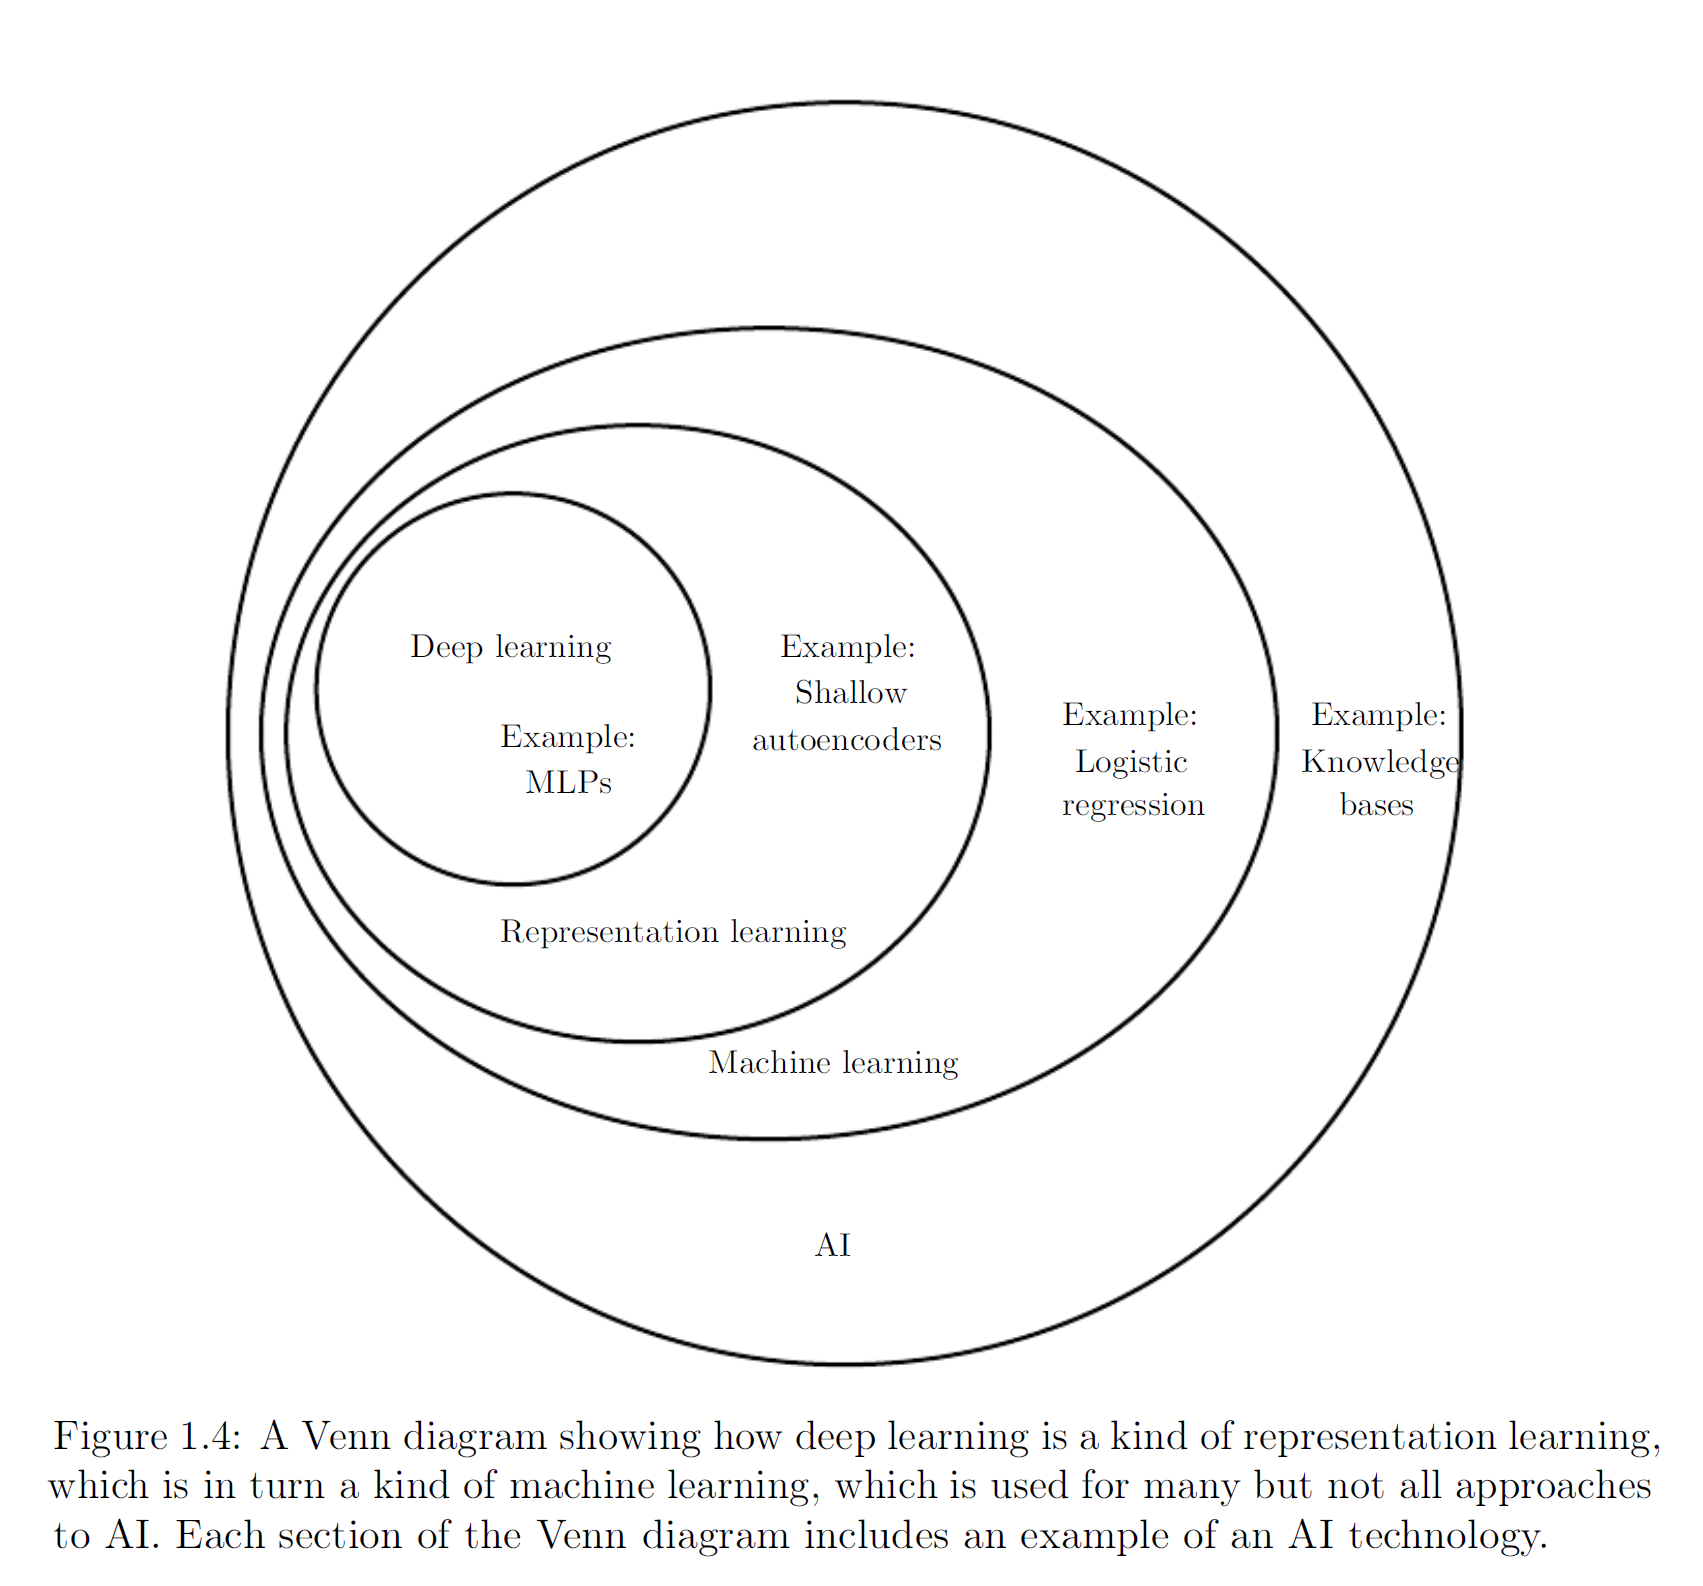 Deep learning
Example:
MLPs
Example:
Shallow
autoencoders
Example:
Logistic
regression
Example:
Knowledge
bases
Representation learning
Machine learning
AI
Figure 1.4: A Venn diagram showing how deep learning is a kind of representation learning,
which is in turn a kind of machine learning, which is used for many but not all approaches
to AI. Each section of the Venn diagram includes an example of an AI technology.